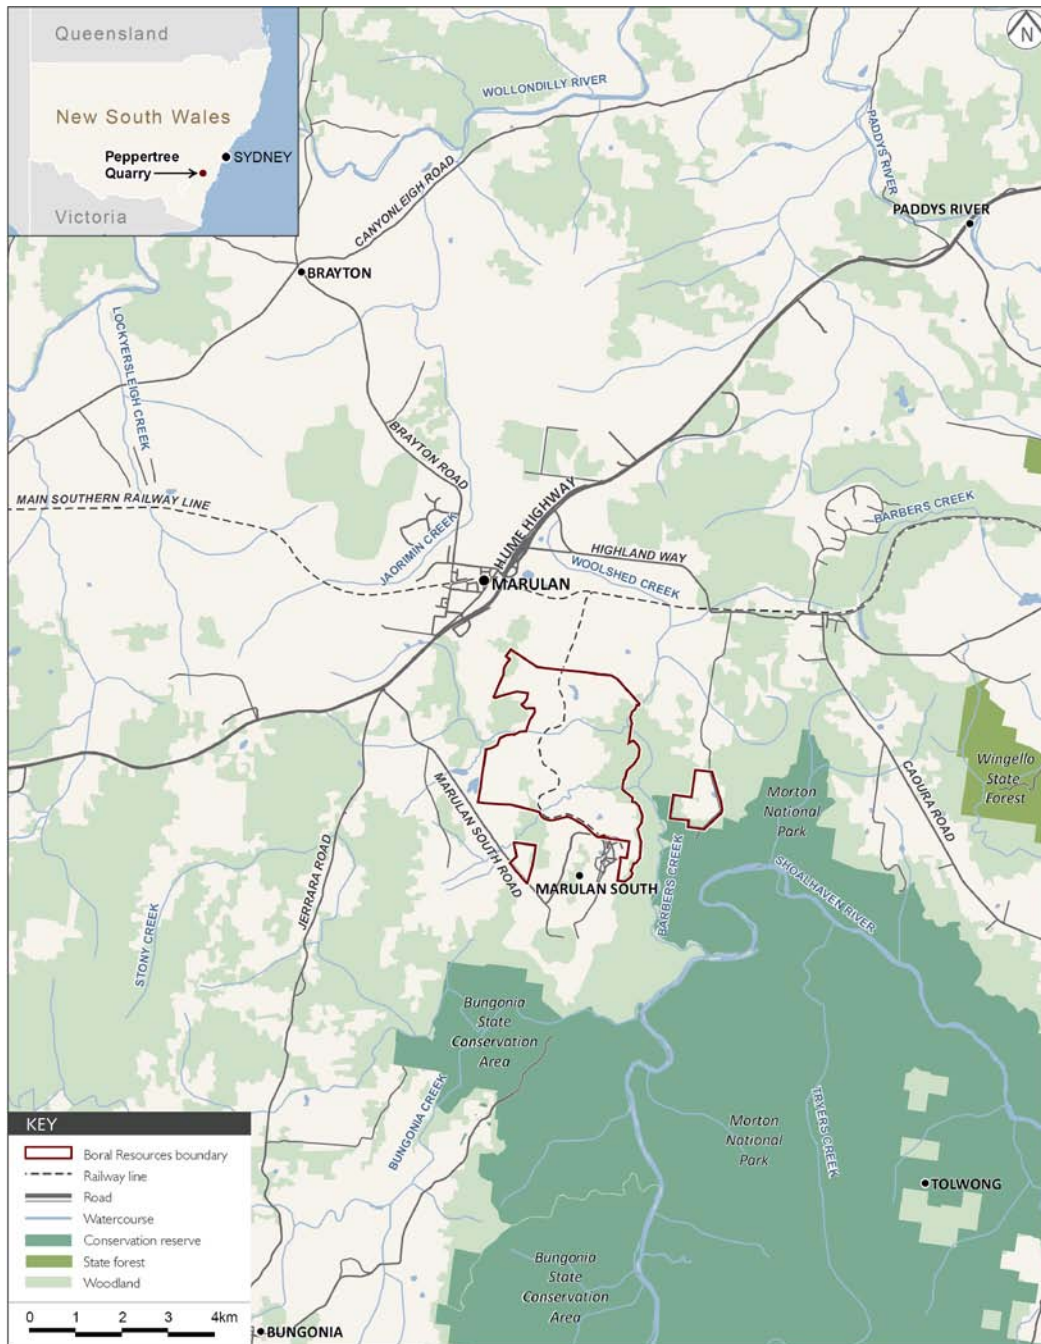 Queensland
New South Wales
Peppertree
Quarry
SYDNEY
Victoria
N
WOLLONDILLY RIVER
PADDYS RIVER
PADDYS RIVER
CANYONLEIGH ROAD
BRAYTON
LOCKYERSLEIGH CREEK
BRAYTON ROAD
MAIN SOUTHERN RAILWAY LINE
HUME HIGHWAY
BARBERS CREEK
JAORIMIN CREEK
HIGHLAND WAY
WOOLSHED CREEK
MARULAN
Wingello
State
Forest
CAOURA ROAD
Morton
National
Park
MARULAN SOUTH ROAD
JERRARA ROAD
MARULAN SOUTH
BARBERS CREEK
SHOALHAVEN RIVER
STONY CREEK
Bungonia
State
Conservation
Area
BUNGONIA CREEK
TRYERS CREEK
Morton
National
Park
TOLWONG
Bungonia
State
Conservation
Area
KEY
Boral Resources boundary
Railway line
Road
Watercourse
Conservation reserve
State forest
Woodland
0 1 2 3 4km
BUNGONIA